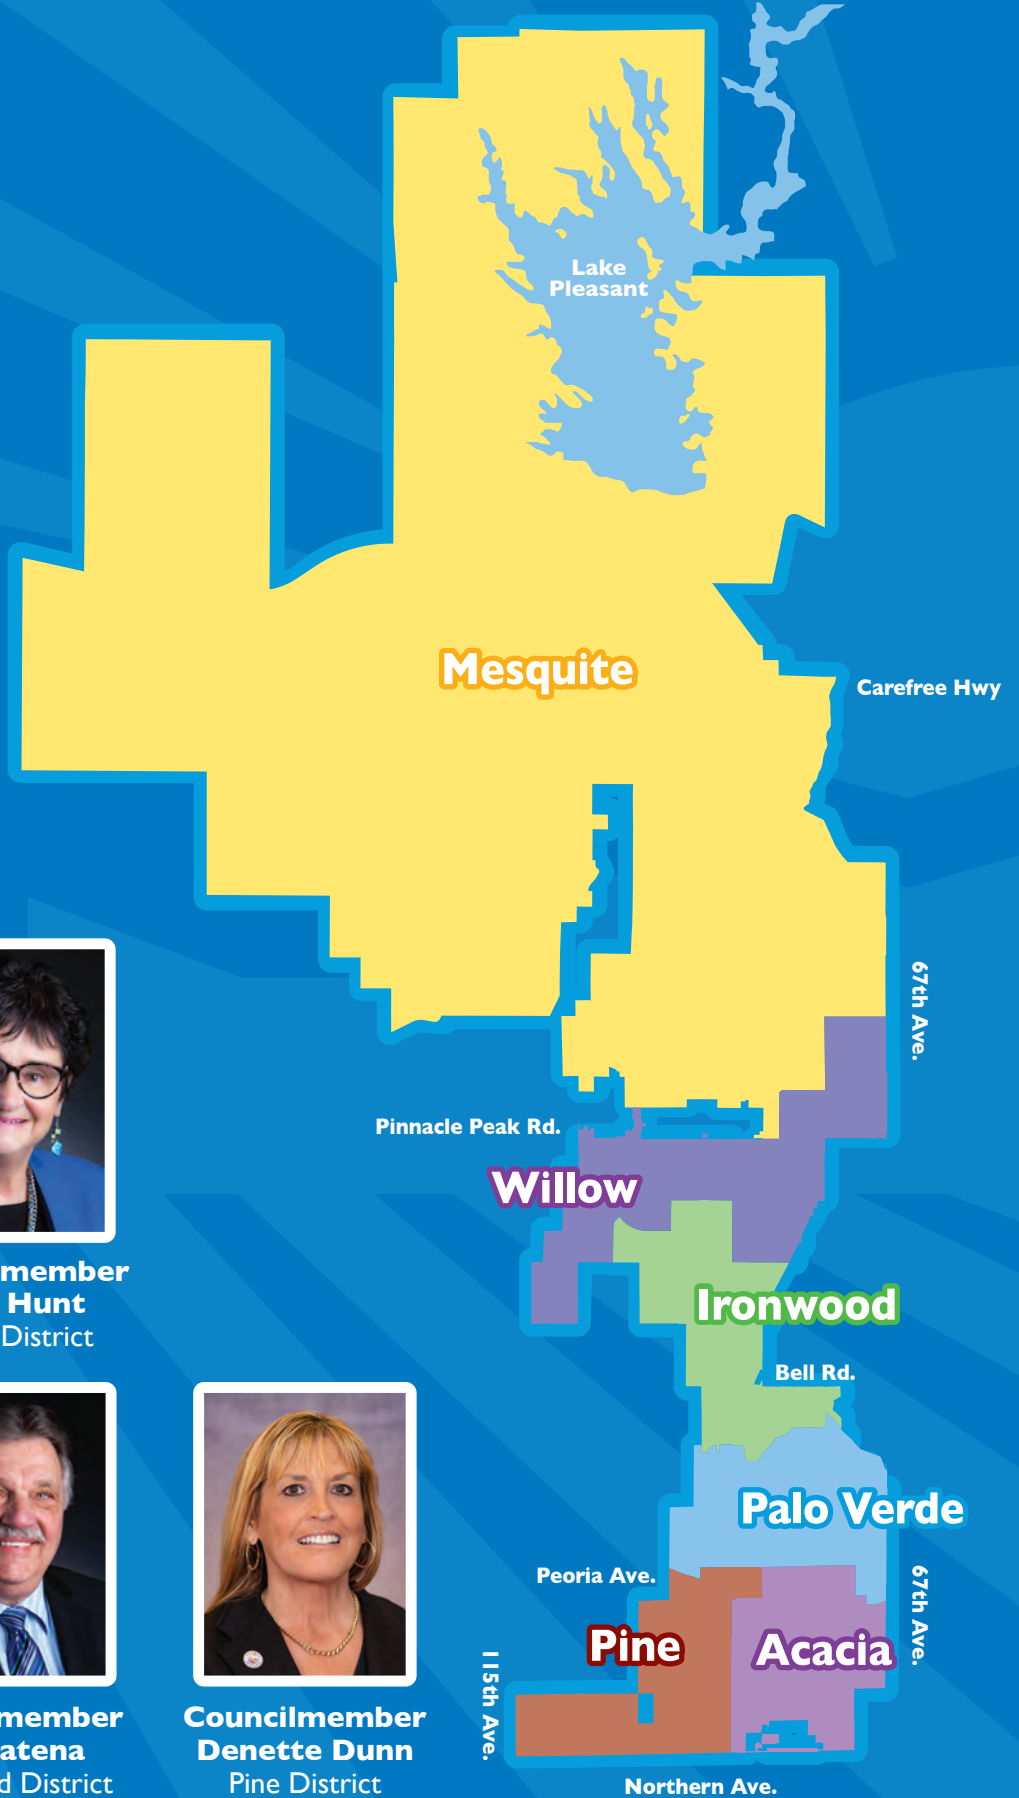 Lake
Pleasant
Mesquite
Carefree Hwy
67th Ave.
Pinnacle Peak Rd.
Willow
Ironwood
Bell Rd.
Palo Verde
Peoria Ave.
67th Ave.
Pine
Acacia
115th Ave.
Northern Ave.
member
Hunt
District
member
atena
d District
Councilmember
Denette Dunn
Pine District